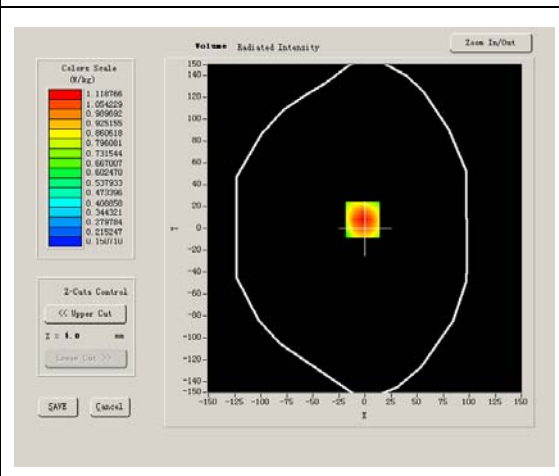 Volume Radiated Intensity
Zoom In/Out
Colors Scale
(W/kg)
1.118766
1.054229
0.989692
0.925155
0.860618
0.796081
0.731544
0.667007
0.602470
0.537933
0.473396
0.408858
0.344321
0.279784
0.215247
0.150710
Z-Cuts Control
<< Upper Cut
Z = 4.0 mm
Lower Cut >>
SAVE
Cancel
150
140
120
100
80
60
40
20
0
-20
-40
-60
-80
-100
-120
-140
-150
Y
-150 -125 -100 -75 -50 -25 0 25 50 75 100 125 150
X